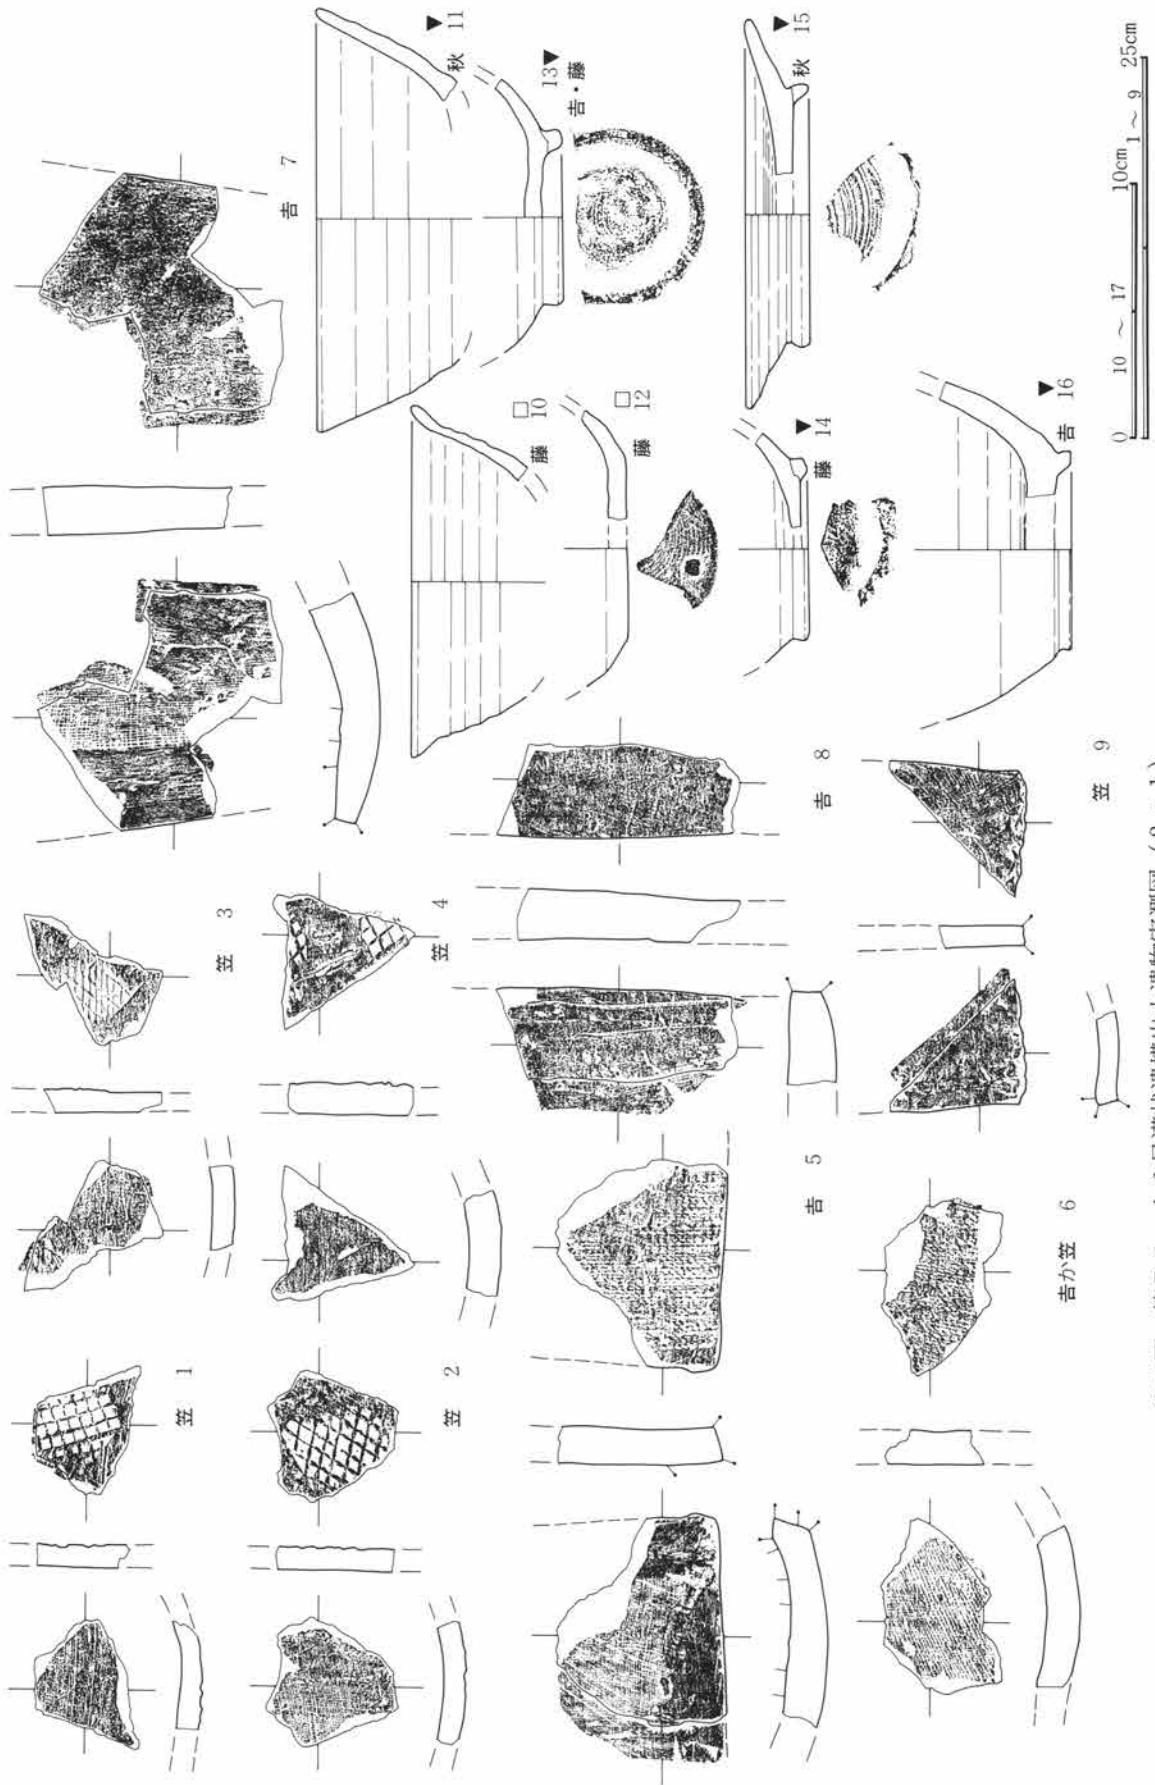 笠 1
笠 2
笠 3
笠 4
吉 5
吉か笠 6
吉 7
吉 8
笠 9
□
10
藤
▼
11
秋
□
12
藤
13▼
吉・藤
▼
14
藤
▼
15
秋
▼
16
吉
0 10cm 25cm
10 ～ 17 1 ～ 9